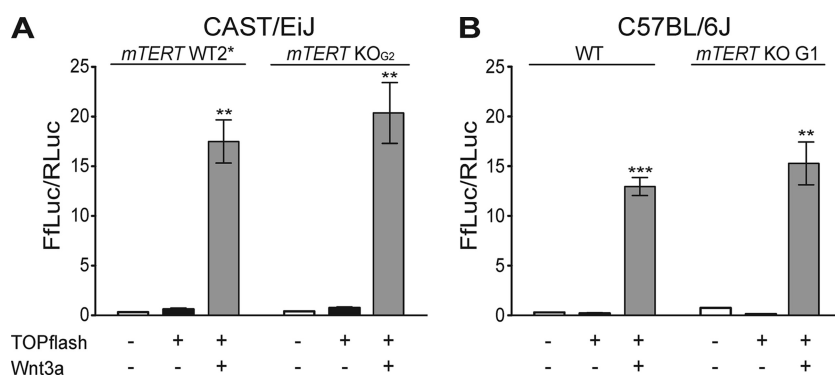 A CAST/EiJ
mTERT WT2* mTERT KOG2
FfLuc/RLuc
25
20
15
10
5
0
** **
TOPflash - + + - + +
Wnt3a - - + - - +
B C57BL/6J
WT mTERT KO G1
FfLuc/RLuc
25
20
15
10
5
0
*** **
- + + - + +
- - + - - +